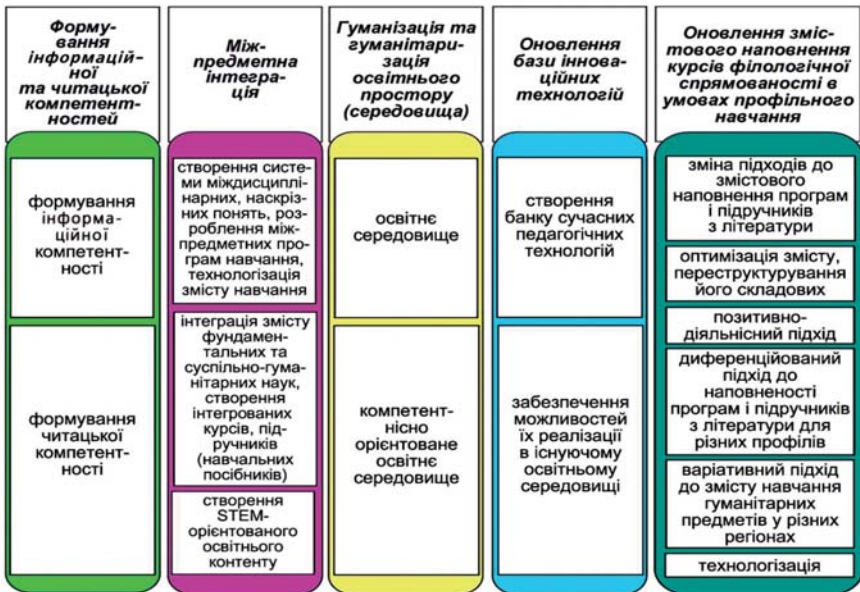 Форму-
вання
інформацій-
ної
та читацької
компетент-
ностей
формування
інформа-
ційної
компетент-
ності
формування
читацької
компетент-
ності
Між-
предметна
інтегра-
ція
створення систе-
ми міждисциплі-
нарних, наскріз-
них понять, роз-
роблення між-
предметних про-
грам навчання,
технологізація
змісту навчання
інтеграція змісту
фундамен-
тальних та
суспільно-гума-
нітарних наук,
створення
інтегрованих
курсів, під-
ручників
(навчальних
посібників)
створення
STEM-
орієнтованого
освітнього
контенту
Гуманізація та
гуманітари-
зація
освітнього
простору
(середовища)
освітнє
середовище
компетент-
нісно
орієнтоване
освітнє
середовище
Оновлення
бази іннова-
ційних
технологій
створення
банку сучасних
педагогічних
технологій
забезпечення
можливостей
їх реалізації
в існуючому
освітньому
середовищі
Оновлення зміс-
тового наповнення
курсів філологічної
спрямованості в
умовах профільного
навчання
зміна підходів до
змістового
наповнення програм
і підручників
з літератури
оптимізація змісту,
переструктурування
його складових
позитивно-
діяльнісний підхід
диференційований
підхід до
наповненості
програм і підручників
з літератури для
різних профілів
варіативний підхід
до змісту навчання
гуманітарних
предметів у різних
регіонах
технологізація